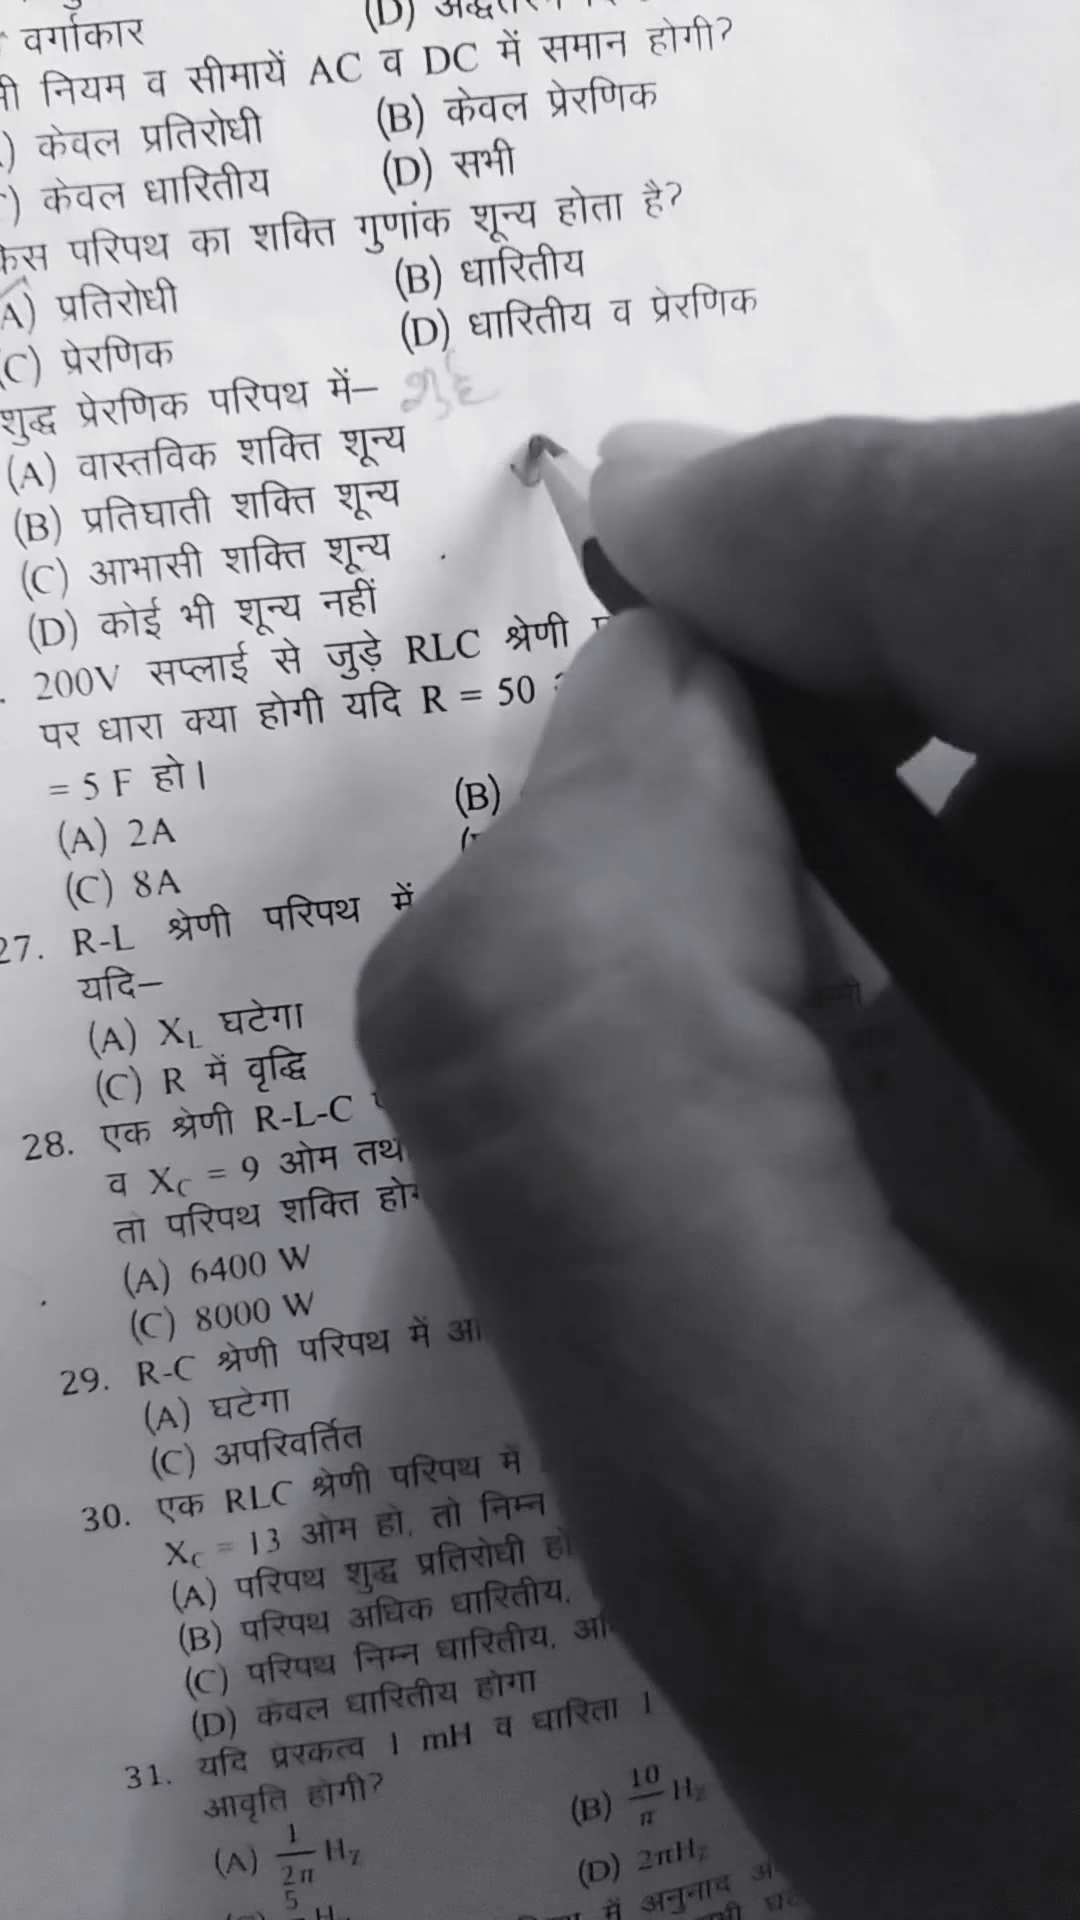 वर्गाकार (D)
नियम व सीमायें AC व DC में समान होगी?
केवल प्रतिरोधी (B) केवल प्रेरणिक
केवल धारितीय (D) सभी
परिपथ का शक्ति गुणांक शून्य होता है?
A) प्रतिरोधी (B) धारितीय
(C) प्रेरणिक (D) धारितीय व प्रेरणिक
शुद्ध प्रेरणिक परिपथ में–
(A) वास्तविक शक्ति शून्य
(B) प्रतिघाती शक्ति शून्य
(C) आभासी शक्ति शून्य
(D) कोई भी शून्य नहीं
200V सप्लाई से जुड़े RLC श्रेणी
पर धारा क्या होगी यदि R = 50
= 5 F हो।
(A) 2A (B)
(C) 8A
27. R-L श्रेणी परिपथ में
यदि–
(A) X_L घटेगा
(C) R में वृद्धि
28. एक श्रेणी R-L-C
व X_C = 9 ओम
तो परिपथ शक्ति
(A) 6400 W
(C) 8000 W
29. R-C श्रेणी परिपथ में
(A) घटेगा
(C) अपरिवर्तित
30. एक RLC श्रेणी परिपथ में
X_C = 13 ओम हो, तो निम्न
(A) परिपथ शुद्ध प्रतिरोधी
(B) परिपथ अधिक धारितीय,
(C) परिपथ निम्न धारितीय,
(D) केवल धारितीय होगा
31. यदि प्रेरकत्व 1 mH व धारिता 1
आवृति होगी?
(A) 1/2π Hz (B) 10/π Hz
5 (D) 2πHz
में अनुनाद